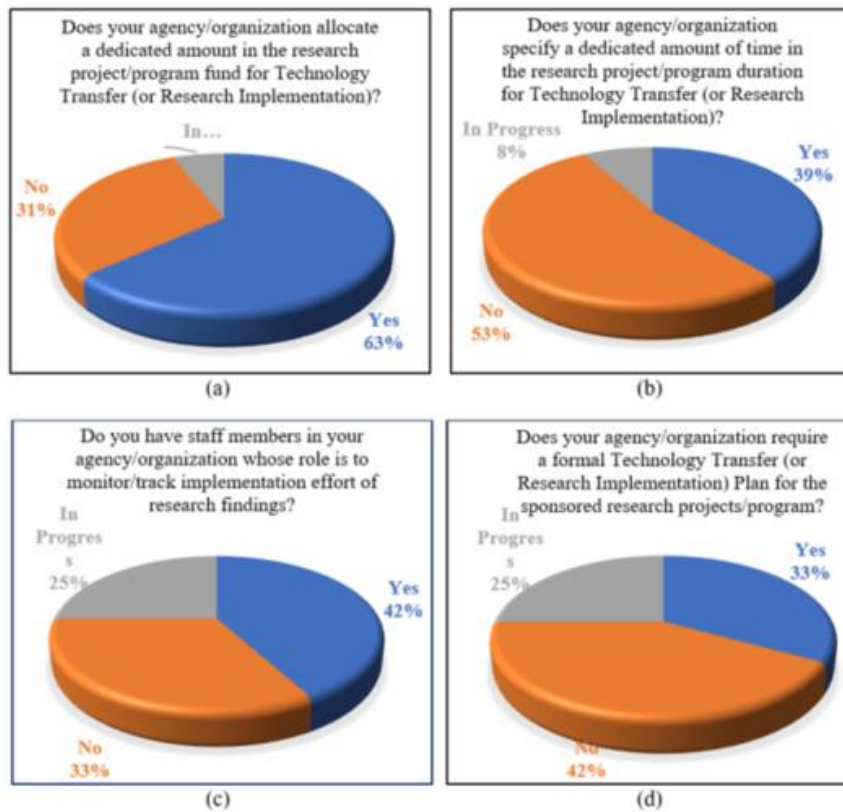 Does your agency/organization allocate
a dedicated amount in the research
project/program fund for Technology
Transfer (or Research Implementation)?
In...
No
31%
Yes
63%
(a)
Does your agency/organization
specify a dedicated amount of time in
the research project/program duration
for Technology Transfer (or Research
Implementation)?
In Progress
8%
Yes
39%
No
53%
(b)
Do you have staff members in your
agency/organization whose role is to
monitor/track implementation effort of
research findings?
In
Progres
s
25%
Yes
42%
No
33%
(c)
Does your agency/organization require
a formal Technology Transfer (or
Research Implementation) Plan for the
sponsored research projects/program?
In
Progres
s
25%
Yes
33%
No
42%
(d)